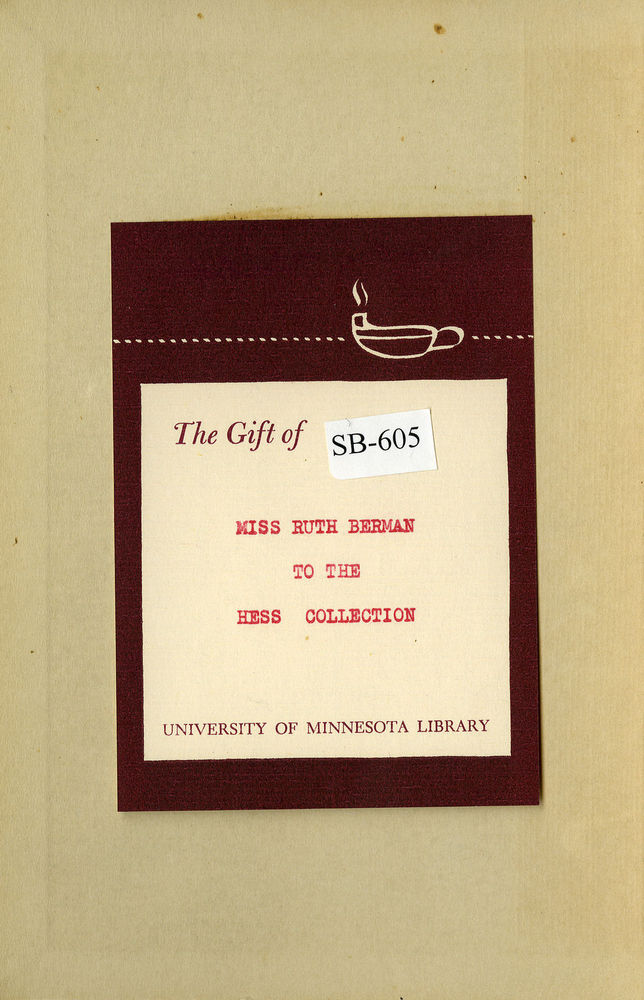 The Gift of
SB-605
MISS RUTH BERMAN
TO THE
HESS COLLECTION
UNIVERSITY OF MINNESOTA LIBRARY